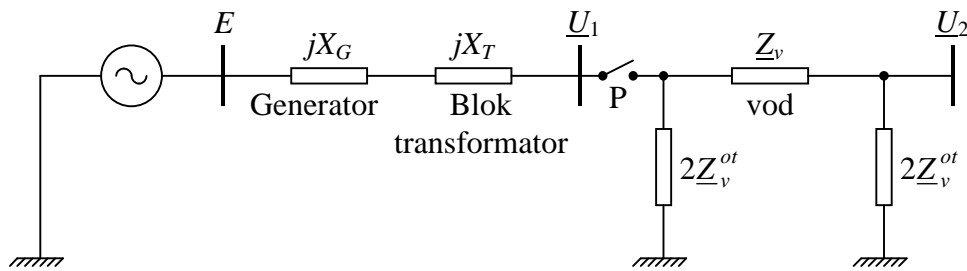 E
jX_G
jX_T
U_1
Z_v
U_2
Generator
Blok
transformator
P
vod
2Z_v^ot
2Z_v^ot